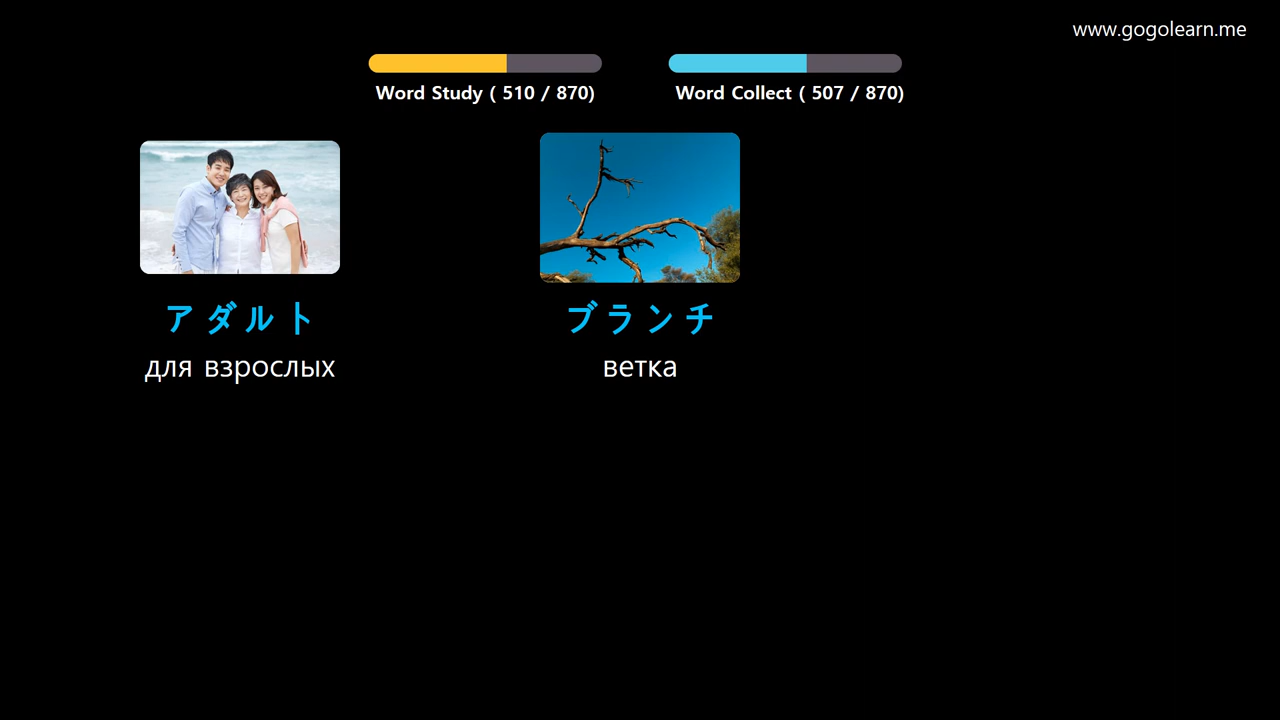 www.gogolearn.me
Word Study ( 510 / 870)
Word Collect ( 507 / 870)
アダルト
для взрослых
ブランチ
ветка